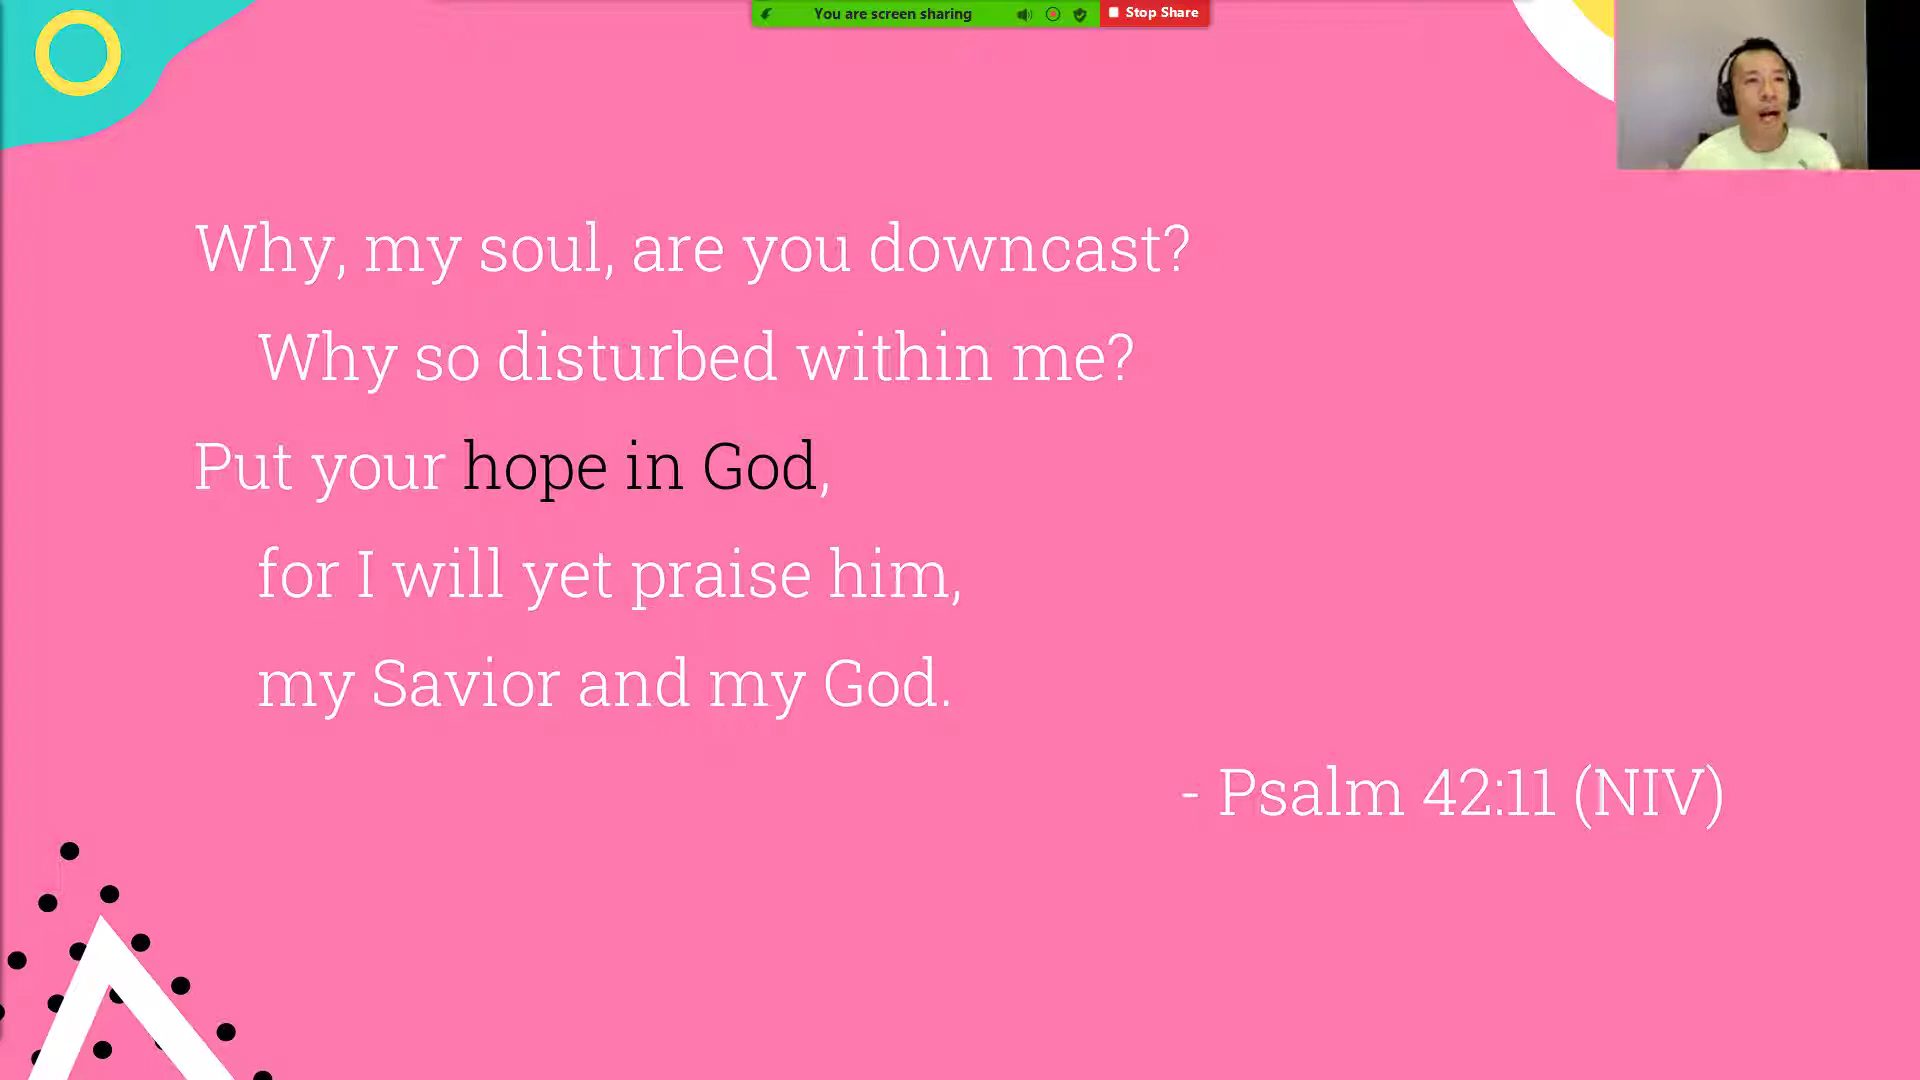 You are screen sharing
Stop Share
Why, my soul, are you downcast?
Why so disturbed within me?
Put your hope in God,
for I will yet praise him,
my Savior and my God.
- Psalm 42:11 (NIV)